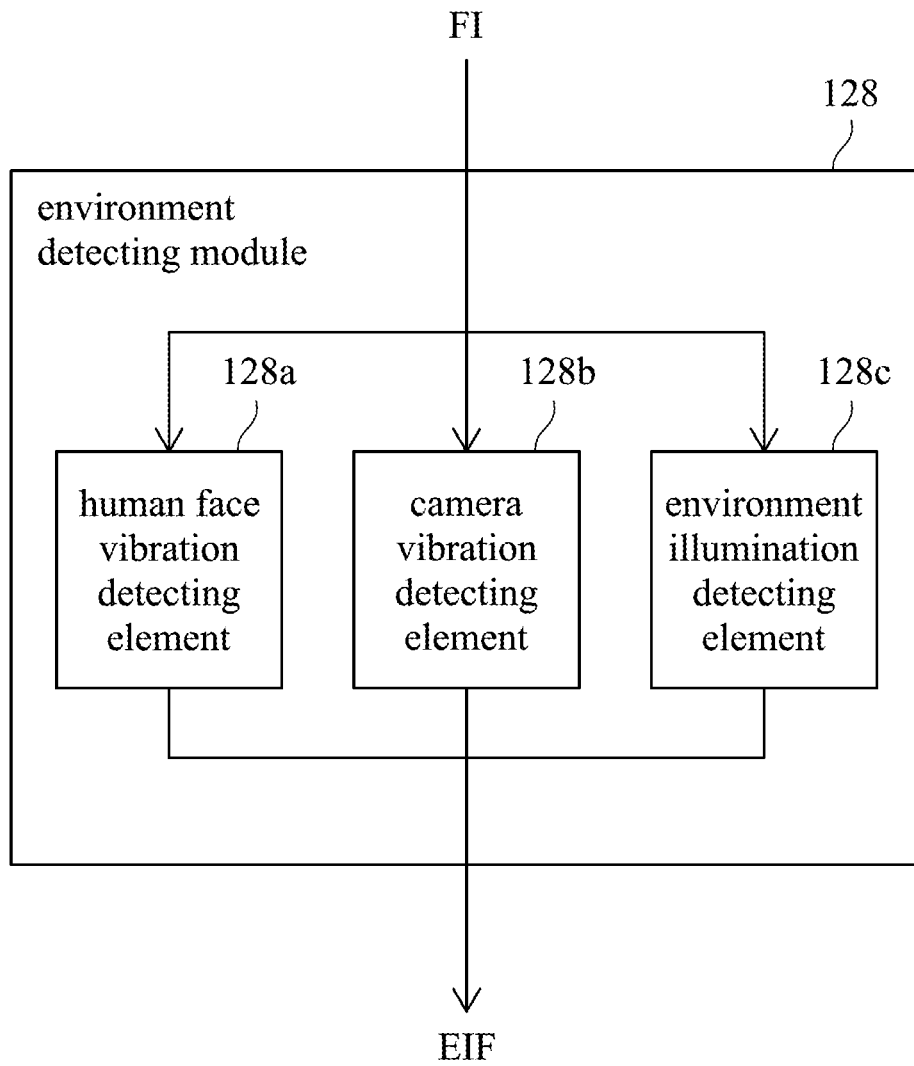 FI
128
environment
detecting module
128a
128b
128c
human face
vibration
detecting
element
camera
vibration
detecting
element
environment
illumination
detecting
element
EIF